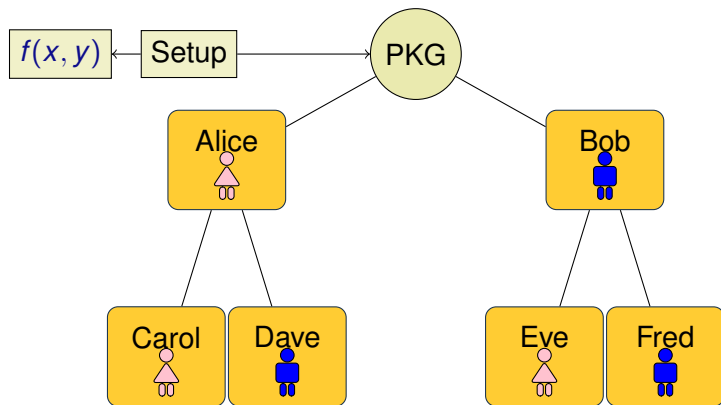 f(x, y)
Setup
PKG
Alice
Bob
Carol
Dave
Eve
Fred